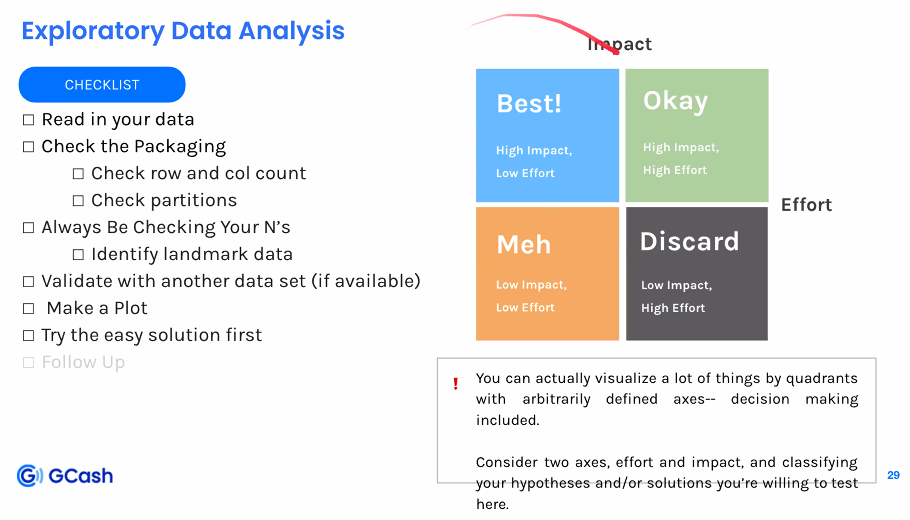 Exploratory Data Analysis
CHECKLIST
☐ Read in your data
☐ Check the Packaging
☐ Check row and col count
☐ Check partitions
☐ Always Be Checking Your N’s
☐ Identify landmark data
☐ Validate with another data set (if available)
☐ Make a Plot
☐ Try the easy solution first
☐ Follow Up
Impact
Best!
High Impact,
Low Effort
Okay
High Impact,
High Effort
Effort
Meh
Low Impact,
Low Effort
Discard
Low Impact,
High Effort
! You can actually visualize a lot of things by quadrants
with arbitrarily defined axes-- decision making
included.
Consider two axes, effort and impact, and classifying
your hypotheses and/or solutions you’re willing to test
here.
GCash
29